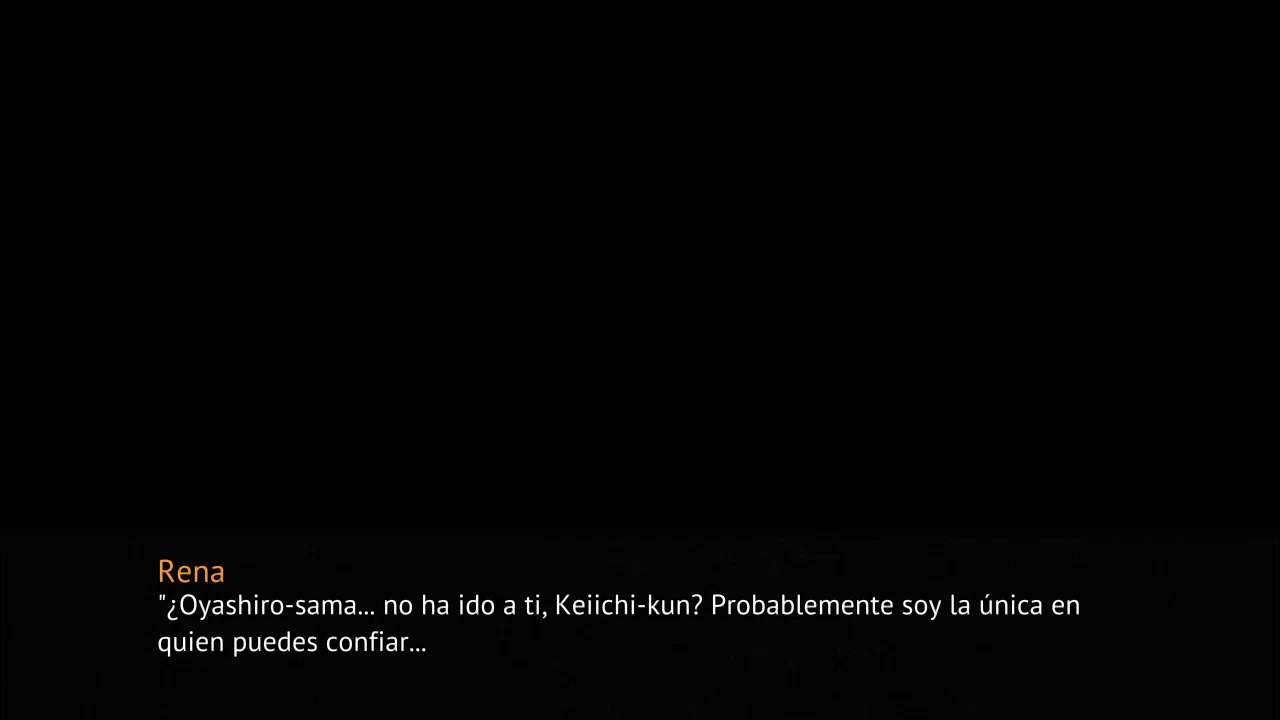 Rena
"¿Oyashiro-sama... no ha ido a ti, Keiichi-kun? Probablemente soy la única en
quien puedes confiar...